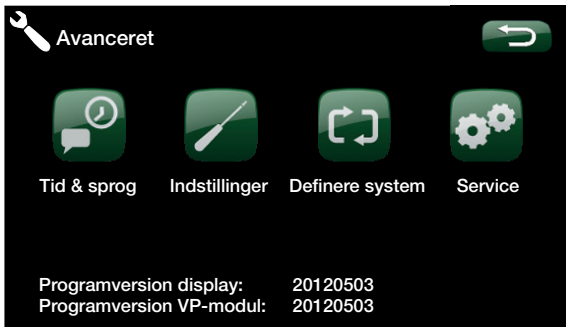 Avanceret
Tid & sprog Indstillinger Definere system Service
Programversion display: 20120503
Programversion VP-modul: 20120503